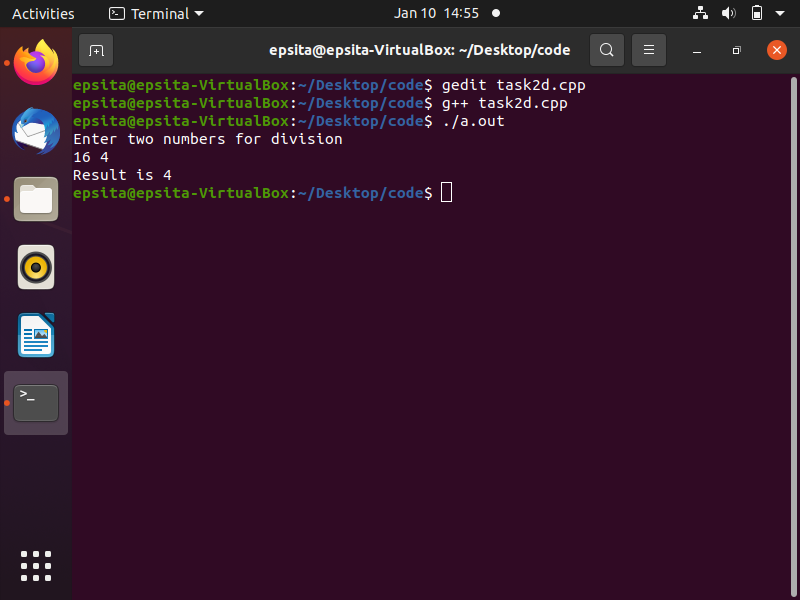 Activities Terminal Jan 10 14:55
epsita@epsita-VirtualBox: ~/Desktop/code
epsita@epsita-VirtualBox:~/Desktop/code$ gedit task2d.cpp
epsita@epsita-VirtualBox:~/Desktop/code$ g++ task2d.cpp
epsita@epsita-VirtualBox:~/Desktop/code$ ./a.out
Enter two numbers for division
16 4
Result is 4
epsita@epsita-VirtualBox:~/Desktop/code$
>_